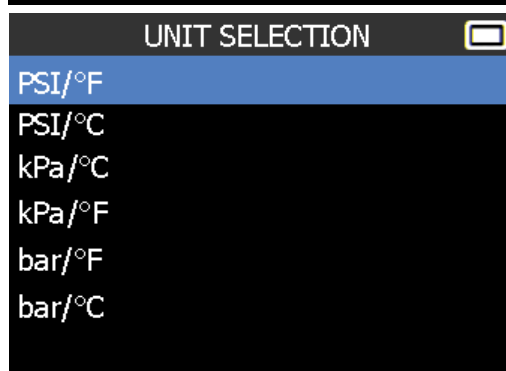 UNIT SELECTION
PSI/°F
PSI/°C
kPa/°C
kPa/°F
bar/°F
bar/°C